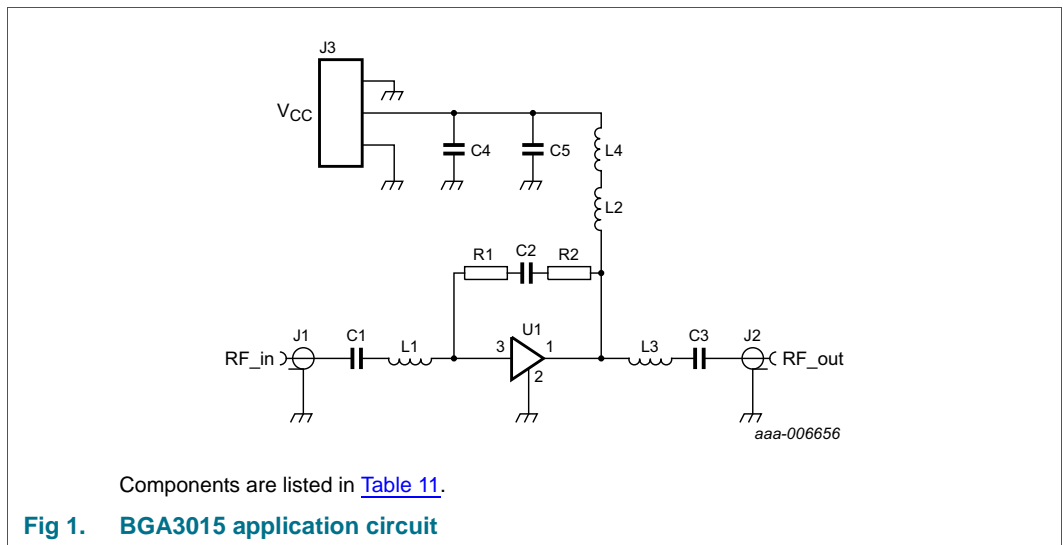 J3
VCC
C4
C5
L4
L2
R1
C2
R2
U1
J1
C1
L1
3
1
2
L3
C3
J2
RF_in
RF_out
aaa-006656
Components are listed in Table 11.
Fig 1. BGA3015 application circuit